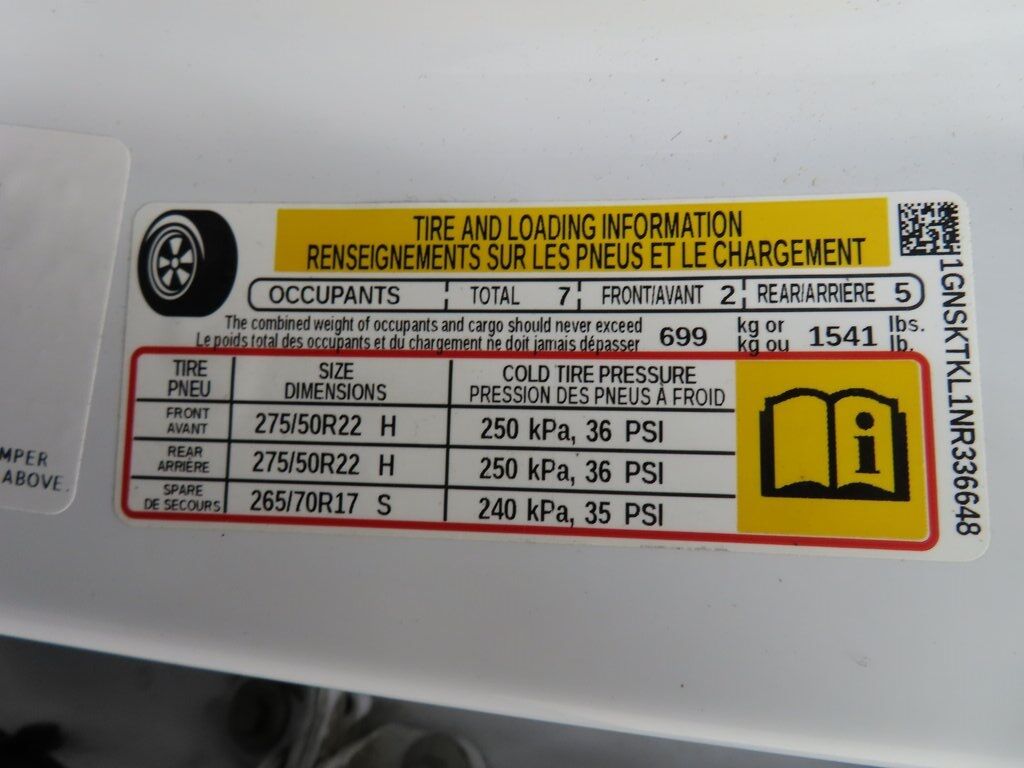 TIRE AND LOADING INFORMATION
RENSEIGNEMENTS SUR LES PNEUS ET LE CHARGEMENT
OCCUPANTS TOTAL 7 FRONT/AVANT 2 REAR/ARRIÈRE 5
The combined weight of occupants and cargo should never exceed 699 kg or 1541 lbs.
Le poids total des occupants et du chargement ne doit jamais dépasser kg ou lb.
TIRE SIZE COLD TIRE PRESSURE
PNEU DIMENSIONS PRESSION DES PNEUS À FROID
FRONT
AVANT 275/50R22 H 250 kPa, 36 PSI
REAR
ARRIÈRE 275/50R22 H 250 kPa, 36 PSI
SPARE
DE SECOURS 265/70R17 S 240 kPa, 35 PSI
i
1GNSKTKL1NR336648
MPER
ABOVE.